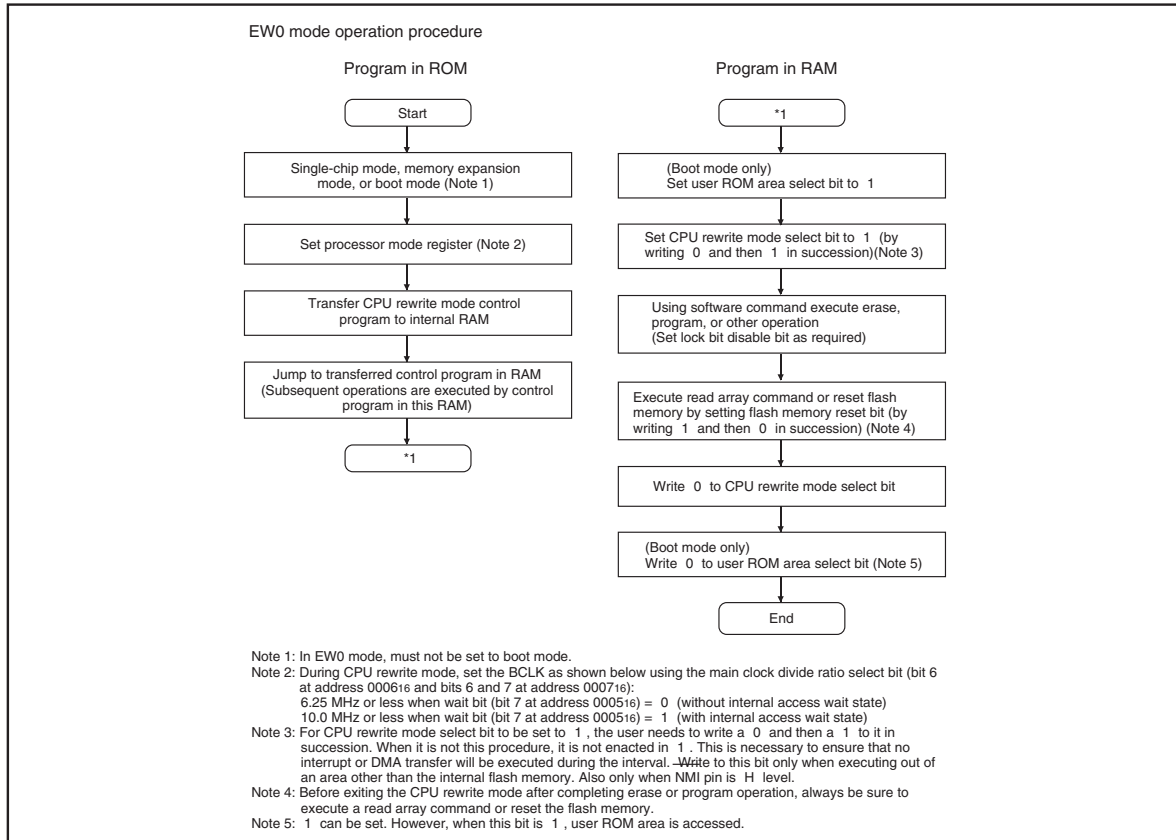 EW0 mode operation procedure
Program in ROM
Start
Single-chip mode, memory expansion
mode, or boot mode (Note 1)
Set processor mode register (Note 2)
Transfer CPU rewrite mode control
program to internal RAM
Jump to transferred control program in RAM
(Subsequent operations are executed by control
program in this RAM)
*1
Program in RAM
*1
(Boot mode only)
Set user ROM area select bit to 1
Set CPU rewrite mode select bit to 1 (by
writing 0 and then 1 in succession)(Note 3)
Using software command execute erase,
program, or other operation
(Set lock bit disable bit as required)
Execute read array command or reset flash
memory by setting flash memory reset bit (by
writing 1 and then 0 in succession) (Note 4)
Write 0 to CPU rewrite mode select bit
(Boot mode only)
Write 0 to user ROM area select bit (Note 5)
End
Note 1: In EW0 mode, must not be set to boot mode.
Note 2: During CPU rewrite mode, set the BCLK as shown below using the main clock divide ratio select bit (bit 6
at address 000616 and bits 6 and 7 at address 000716):
6.25 MHz or less when wait bit (bit 7 at address 000516) = 0 (without internal access wait state)
10.0 MHz or less when wait bit (bit 7 at address 000516) = 1 (with internal access wait state)
Note 3: For CPU rewrite mode select bit to be set to 1 , the user needs to write a 0 and then a 1 to it in
succession. When it is not this procedure, it is not enacted in 1 . This is necessary to ensure that no
interrupt or DMA transfer will be executed during the interval. Write to this bit only when executing out of
an area other than the internal flash memory. Also only when NMI pin is H level.
Note 4: Before exiting the CPU rewrite mode after completing erase or program operation, always be sure to
execute a read array command or reset the flash memory.
Note 5: 1 can be set. However, when this bit is 1 , user ROM area is accessed.